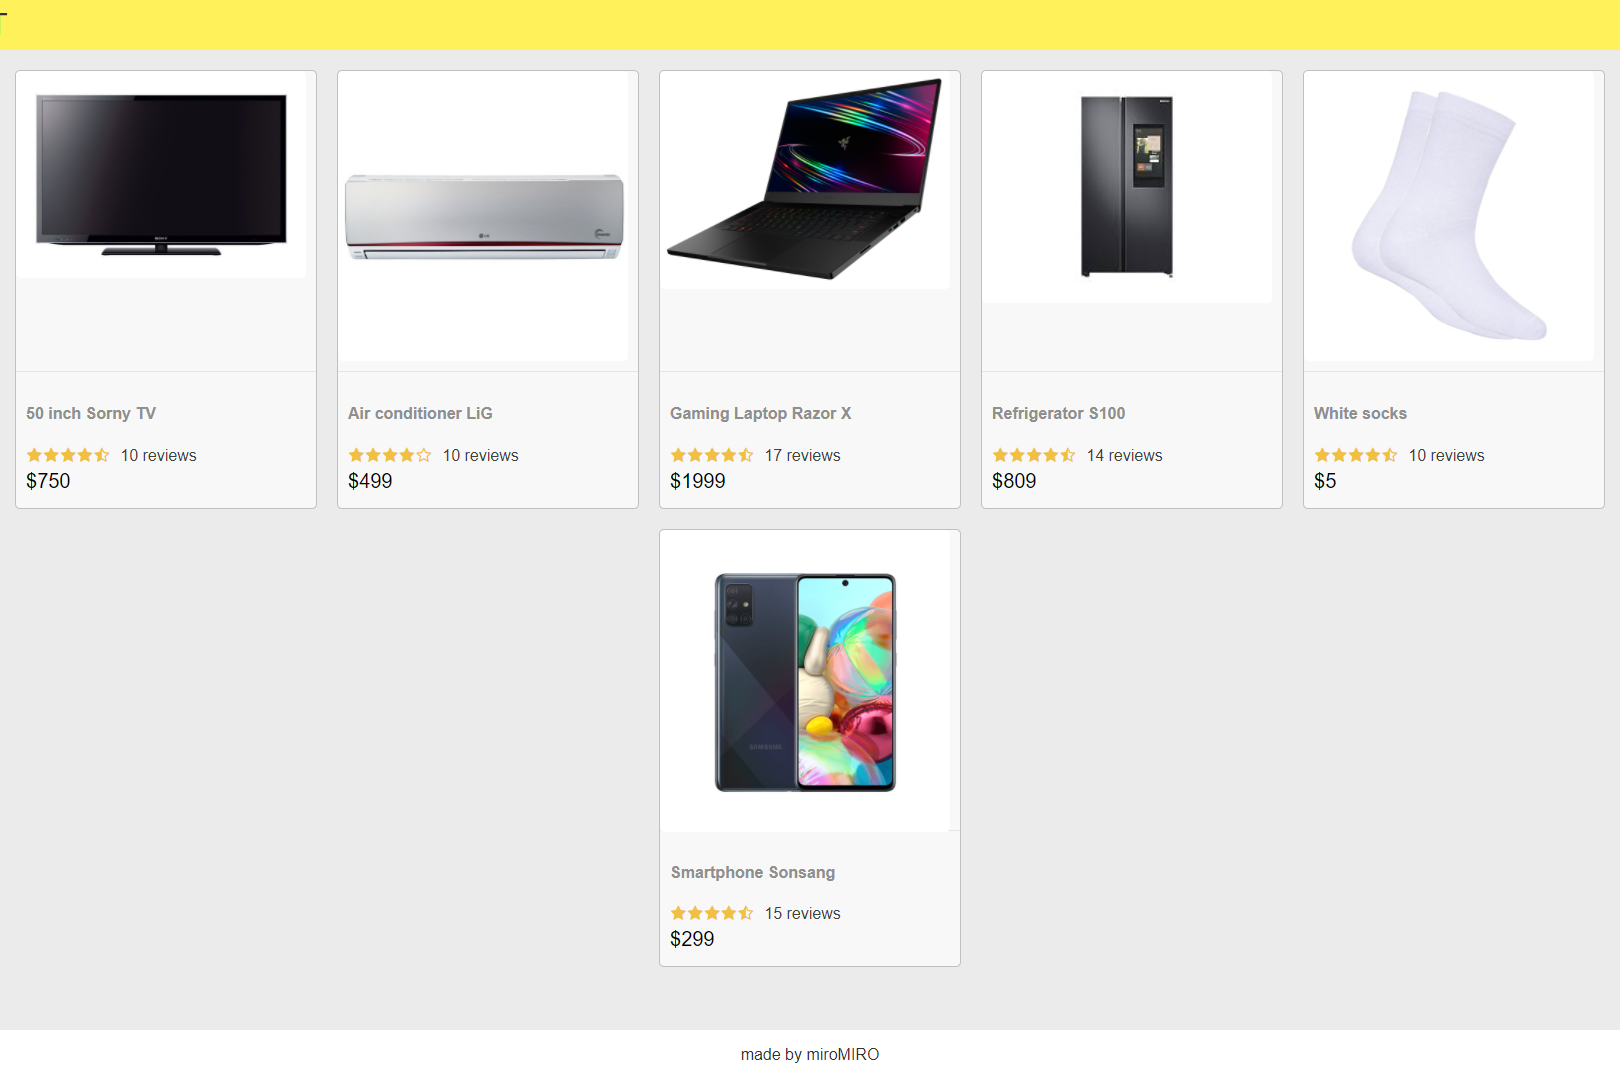 50 inch Sorny TV
10 reviews
$750
Air conditioner LiG
10 reviews
$499
Gaming Laptop Razor X
17 reviews
$1999
Refrigerator S100
14 reviews
$809
White socks
10 reviews
$5
SAMSUNG
Smartphone Sonsang
15 reviews
$299
made by miroMIRO